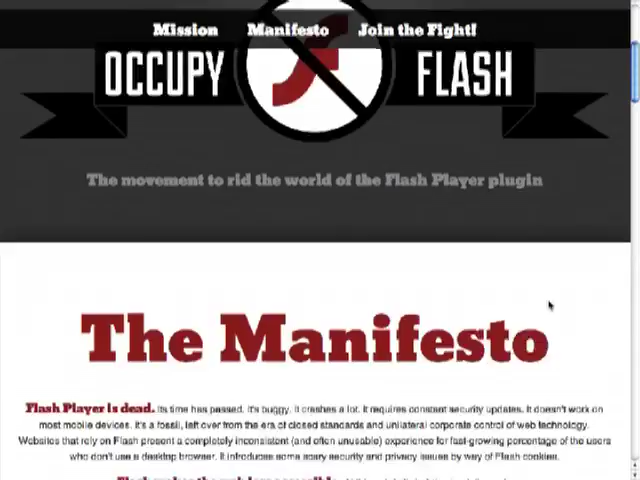 Mission Manifesto Join the Fight!
OCCUPY FLASH
The movement to rid the world of the Flash Player plugin
The Manifesto
Flash Player is dead. Its time has passed. It's buggy. It crashes a lot. It requires constant security updates. It doesn't work on
most mobile devices. It's a fossil, left over from the era of closed standards and unilateral corporate control of web technology.
Websites that rely on Flash present a completely inconsistent (and often unusable) experience for fast-growing percentage of the users
who don't use a desktop browser. It introduces some scary security and privacy issues by way of Flash cookies.